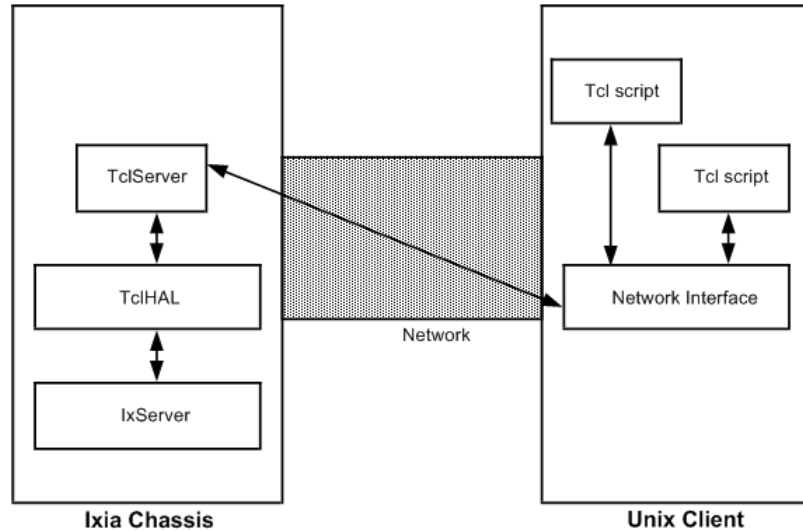 Tcl script
TclServer
Tcl script
TclHAL
Network Interface
Network
IxServer
Ixia Chassis
Unix Client